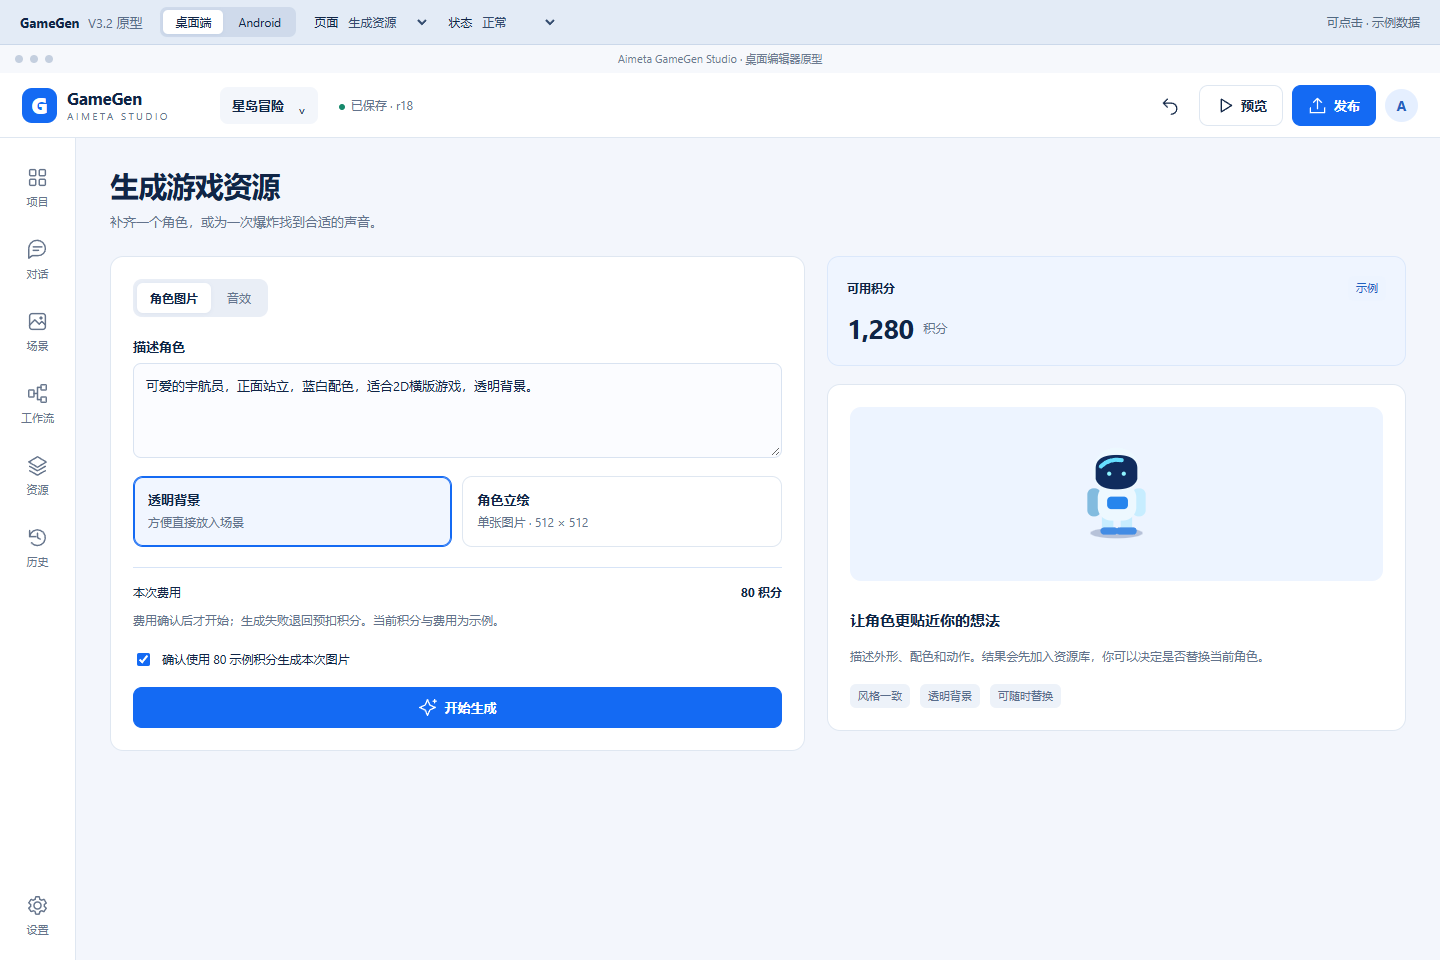 GameGen V3.2 原型 桌面端 Android 页面 生成资源 状态 正常 可点击 · 示例数据
Aimeta GameGen Studio · 桌面编辑器原型
G GameGen
AIMETA STUDIO
星岛冒险 已保存 · r18 预览 发布 A
项目
对话
场景
工作流
资源
历史
设置
生成游戏资源
补齐一个角色，或为一次爆炸找到合适的声音。
角色图片 音效
描述角色
可爱的宇航员，正面站立，蓝白配色，适合2D横版游戏，透明背景。
透明背景
方便直接放入场景
角色立绘
单张图片 · 512 × 512
本次费用 80 积分
费用确认后才开始；生成失败退回预扣积分。当前积分与费用为示例。
确认使用 80 示例积分生成本次图片
开始生成
可用积分 示例
1,280 积分
让角色更贴近你的想法
描述外形、配色和动作。结果会先加入资源库，你可以决定是否替换当前角色。
风格一致 透明背景 可随时替换